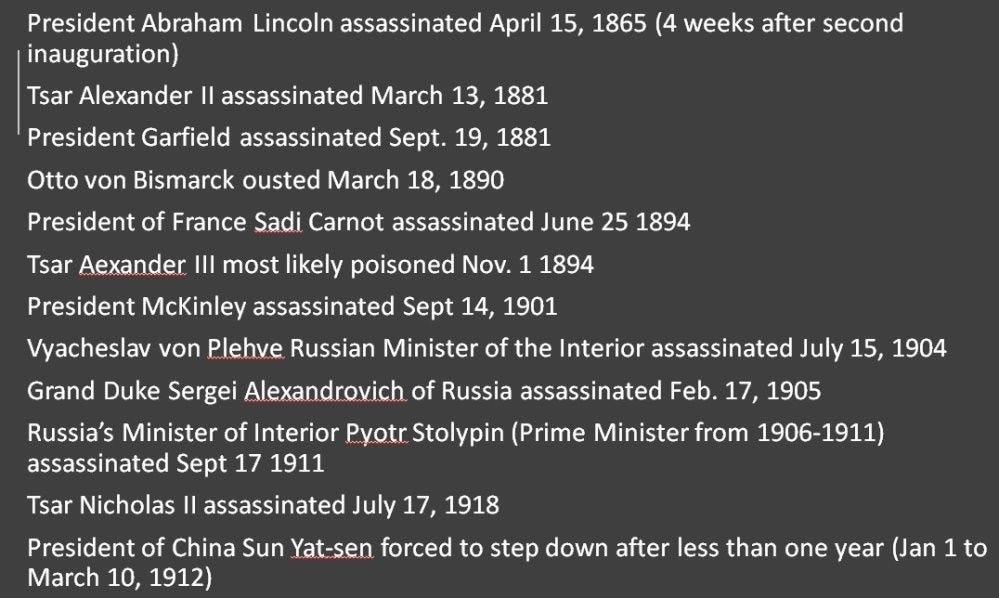 President Abraham Lincoln assassinated April 15, 1865 (4 weeks after second
inauguration)
Tsar Alexander II assassinated March 13, 1881
President Garfield assassinated Sept. 19, 1881
Otto von Bismarck ousted March 18, 1890
President of France Sadi Carnot assassinated June 25 1894
Tsar Aexander III most likely poisoned Nov. 1 1894
President McKinley assassinated Sept 14, 1901
Vyacheslav von Plehve Russian Minister of the Interior assassinated July 15, 1904
Grand Duke Sergei Alexandrovich of Russia assassinated Feb. 17, 1905
Russia’s Minister of Interior Pyotr Stolypin (Prime Minister from 1906-1911)
assassinated Sept 17 1911
Tsar Nicholas II assassinated July 17, 1918
President of China Sun Yat-sen forced to step down after less than one year (Jan 1 to
March 10, 1912)